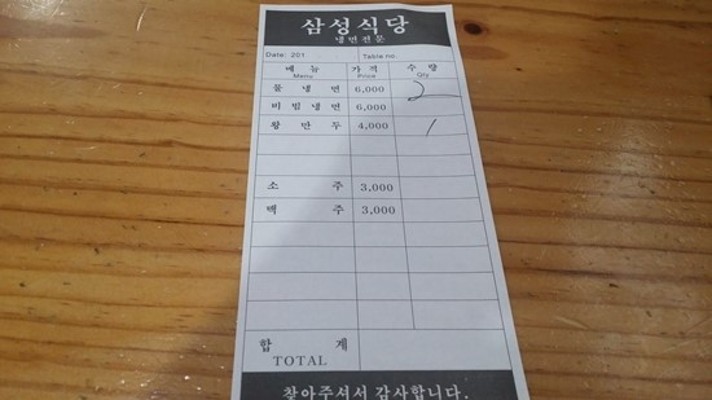 삼성식당
냉면전문
Date: 201 Table no.
메뉴 가격 수량
Menu Price Qty
물냉면 6,000 2
비빔냉면 6,000
왕만두 4,000 1
소주 3,000
맥주 3,000
합계
TOTAL
찾아주셔서 감사합니다.